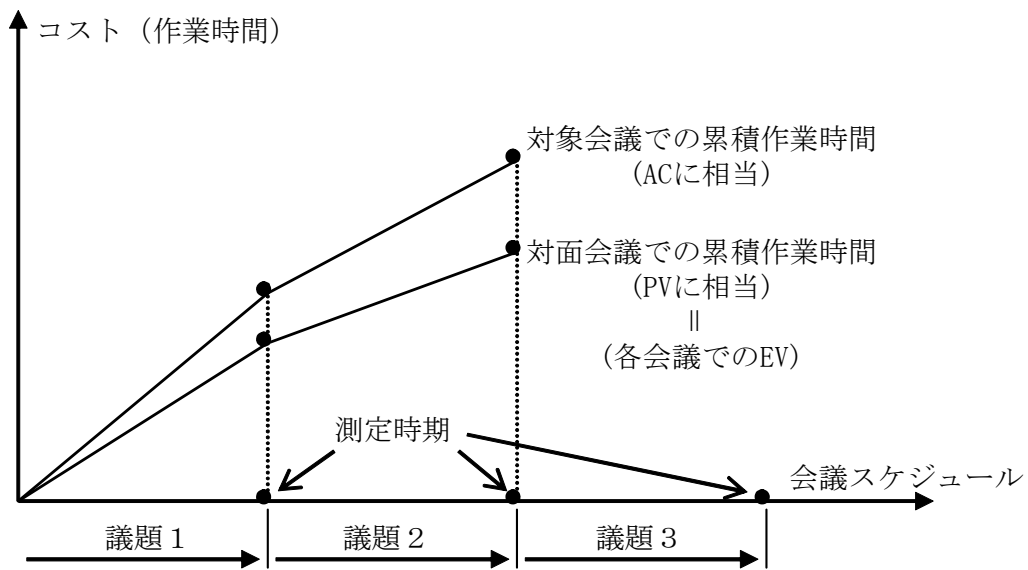 コスト（作業時間）
対象会議での累積作業時間
（ACに相当）
対面会議での累積作業時間
（PVに相当）
॥
（各会議でのEV）
測定時期
会議スケジュール
議題１
議題２
議題３